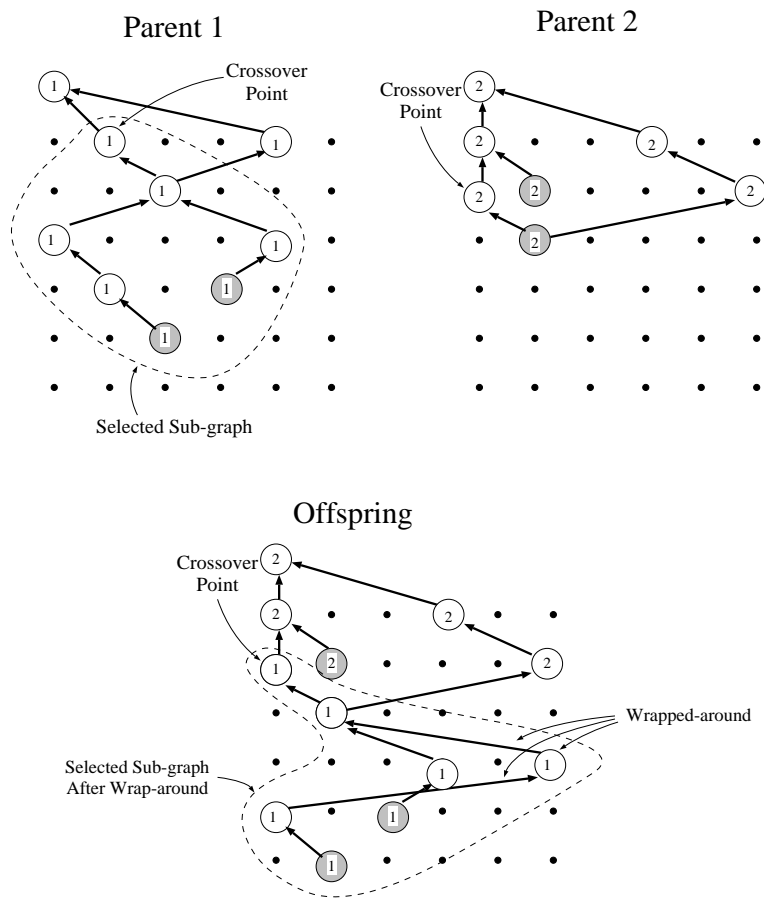 Parent 1
Parent 2
Crossover
Point
Crossover
Point
1
1
1
1
1
1
1
1
1
Selected Sub-graph
2
2
2
2
2
2
2
Offspring
Crossover
Point
2
2
2
2
2
1
1
Wrapped-around
1
1
Selected Sub-graph
After Wrap-around
1
1
1